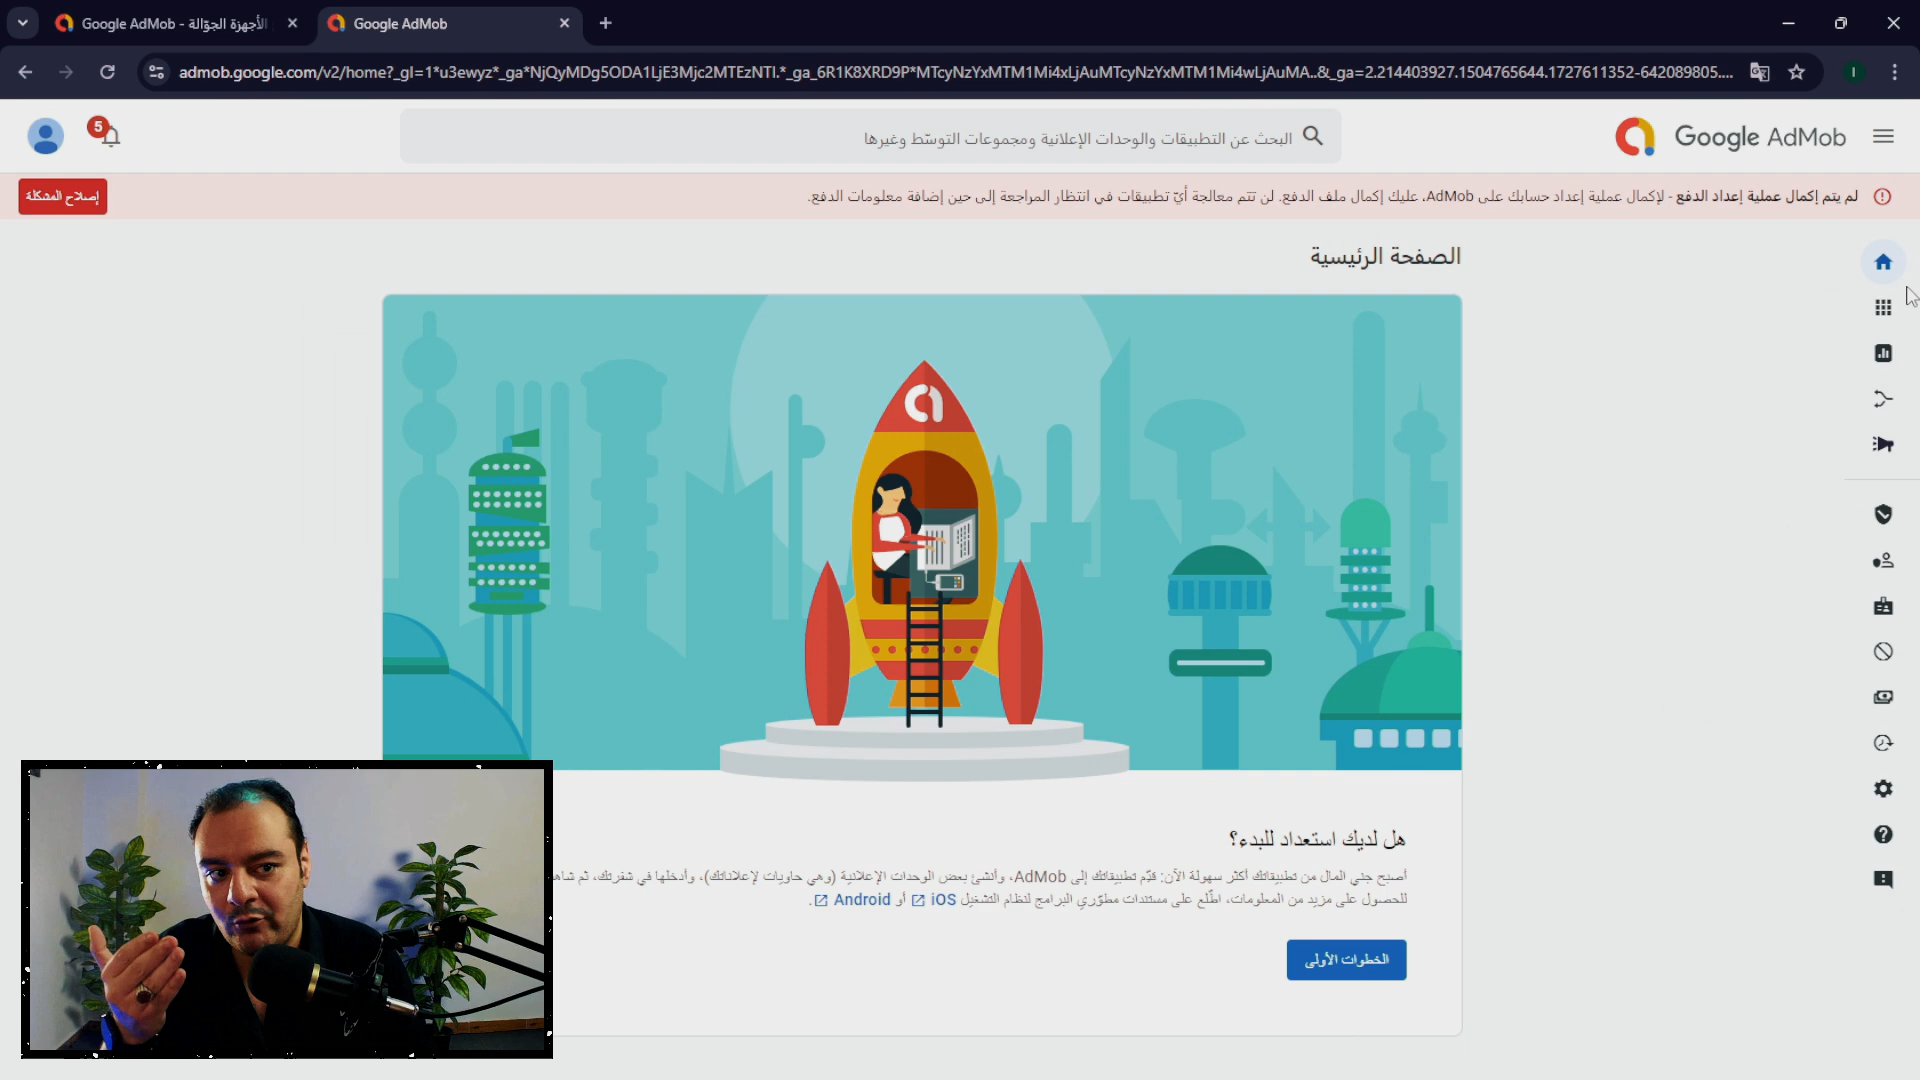 Google AdMob - الأجهزة الجوّالة
Google AdMob
admob.google.com/v2/home?_gl=1*u3ewyz*_ga*NjQyMDg5ODA1LjE3Mjc2MTEzNTI.*_ga_6R1K8XRD9P*MTcyNzYxMTM1Mi4xLjAuMTcyNzYxMTM1Mi4wLjAuMA..&_ga=2.214403927.1504765644.1727611352-642089805....
I
5
البحث عن التطبيقات والوحدات الإعلانية ومجموعات التوسّط وغيرها
Google AdMob
لم يتم إكمال عملية إعداد الدفع - لإكمال عملية إعداد حسابك على AdMob، عليك إكمال ملف الدفع. لن تتم معالجة أيّ تطبيقات في انتظار المراجعة إلى حين إضافة معلومات الدفع.
إصلاح المشكلة
الصفحة الرئيسية
هل لديك استعداد للبدء؟
أصبح جني المال من تطبيقاتك أكثر سهولة الآن: قدِّم تطبيقاتك إلى AdMob، وأنشئ بعض الوحدات الإعلانية (وهي حاويات لإعلاناتك)، وأدخلها في شفرتك، ثم شاهد
للحصول على مزيد من المعلومات، اطّلع على مستندات مطوّري البرامج لنظام التشغيل iOS أو Android.
الخطوات الأولى